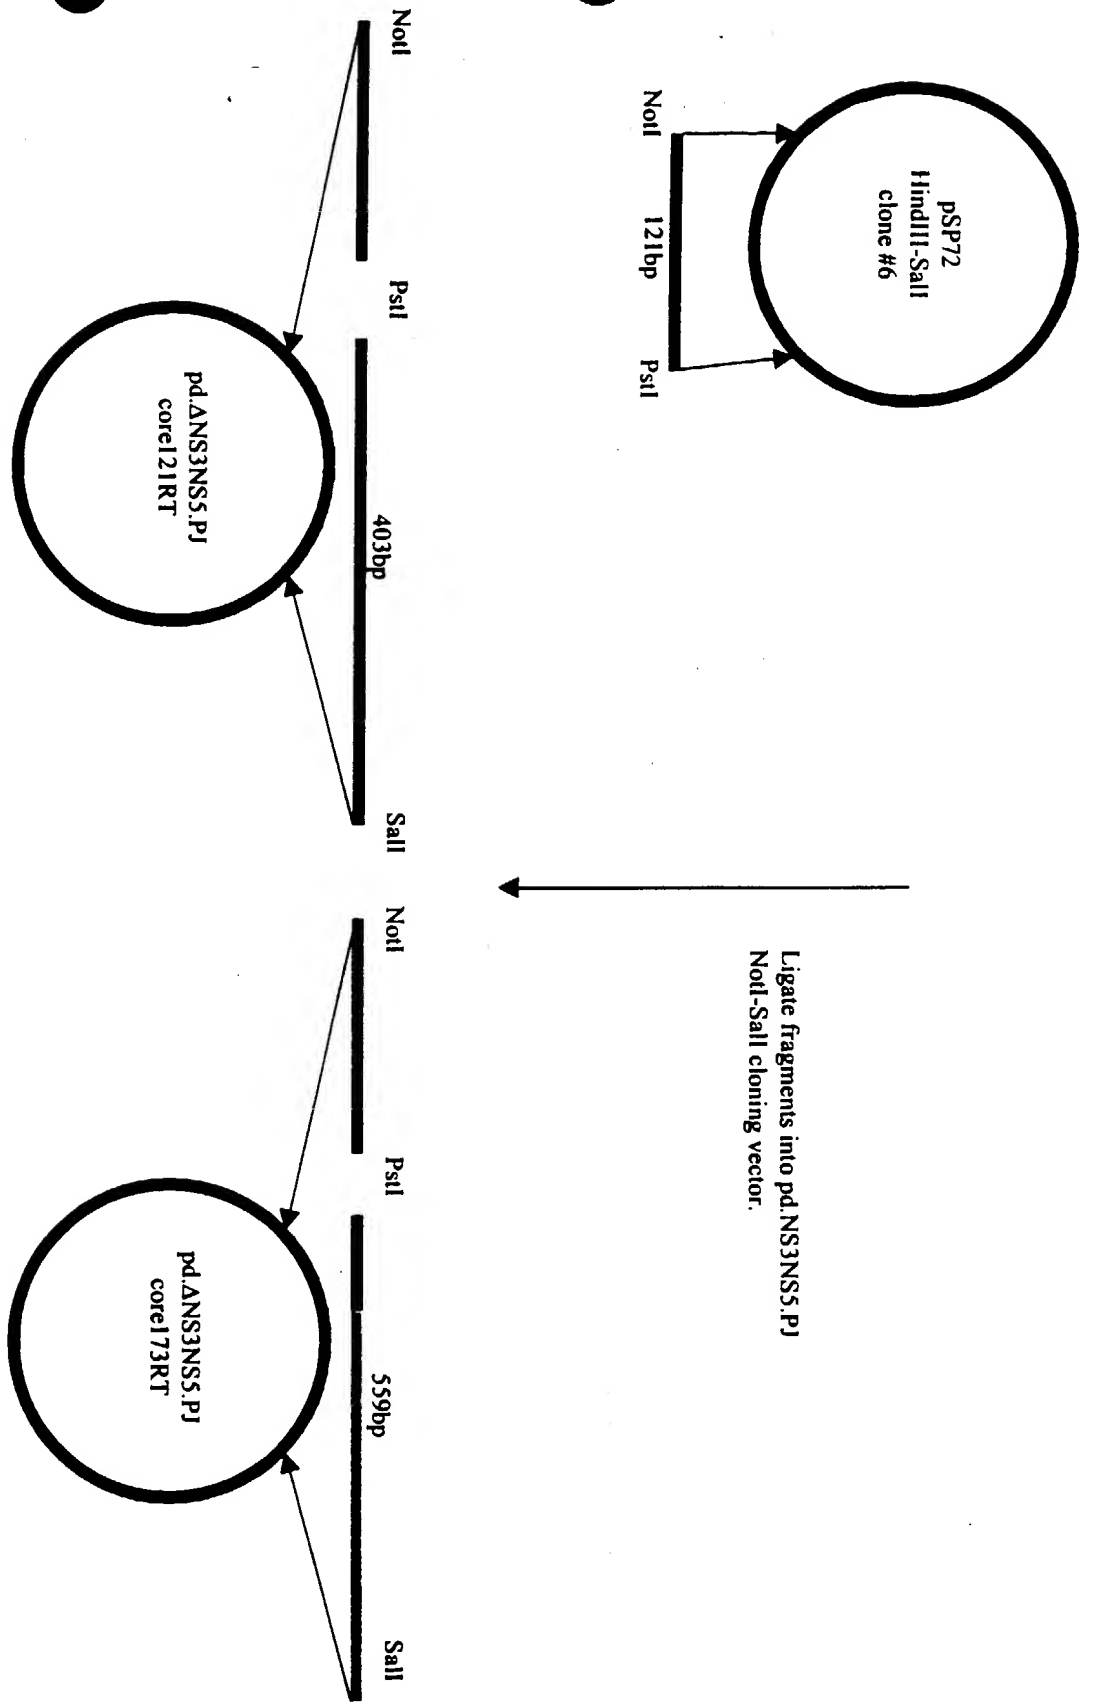 pSP72
HindIII-SalI
clone #6
NotI
121bp
PstI
Ligate fragments into pd.NS3NS5.PJ
NotI-SalI cloning vector.
NotI
PstI
403bp
SalI
pd.ΔNS3NS5.PJ
core121RT
NotI
PstI
559bp
SalI
pd.ΔNS3NS5.PJ
core173RT